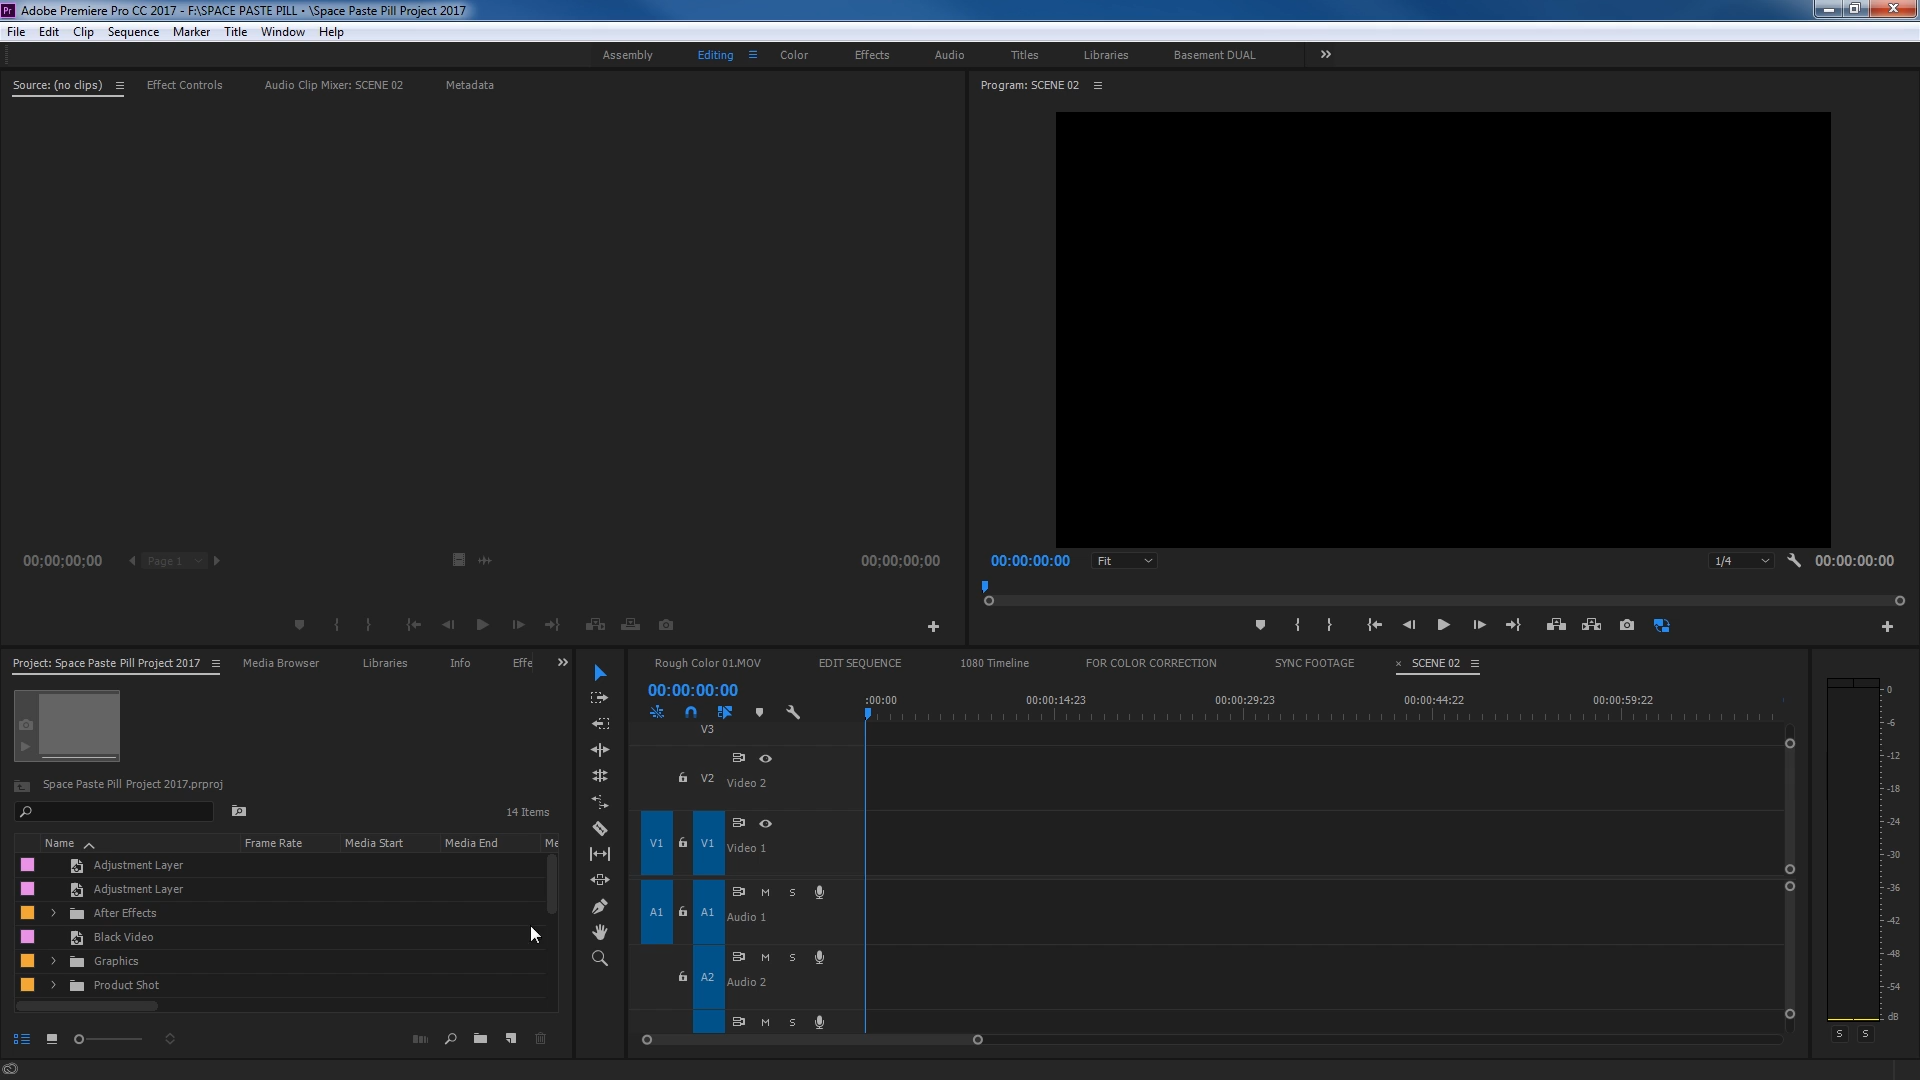 Pr Adobe Premiere Pro CC 2017 - F:\SPACE PASTE PILL - \Space Paste Pill Project 2017
File Edit Clip Sequence Marker Title Window Help
Assembly Editing Color Effects Audio Titles Libraries Basement DUAL
Source: (no clips) Effect Controls Audio Clip Mixer: SCENE 02 Metadata
Program: SCENE 02
00;00;00;00 Page 1 00;00;00;00
00:00:00:00 Fit 1/4 00:00:00:00
Project: Space Paste Pill Project 2017 Media Browser Libraries Info Effe
Rough Color 01.MOV EDIT SEQUENCE 1080 Timeline FOR COLOR CORRECTION SYNC FOOTAGE × SCENE 02
00:00:00:00
:00:00 00:00:14:23 00:00:29:23 00:00:44:22 00:00:59:22
Space Paste Pill Project 2017.prproj
14 Items
Name Frame Rate Media Start Media End Me
Adjustment Layer
Adjustment Layer
After Effects
Black Video
Graphics
Product Shot
V3
V2 Video 2
V1 V1 Video 1
A1 A1 M S Audio 1
A2 M S Audio 2
M S
0
-6
-12
-18
-24
-30
-36
-42
-48
-54
dB
S S